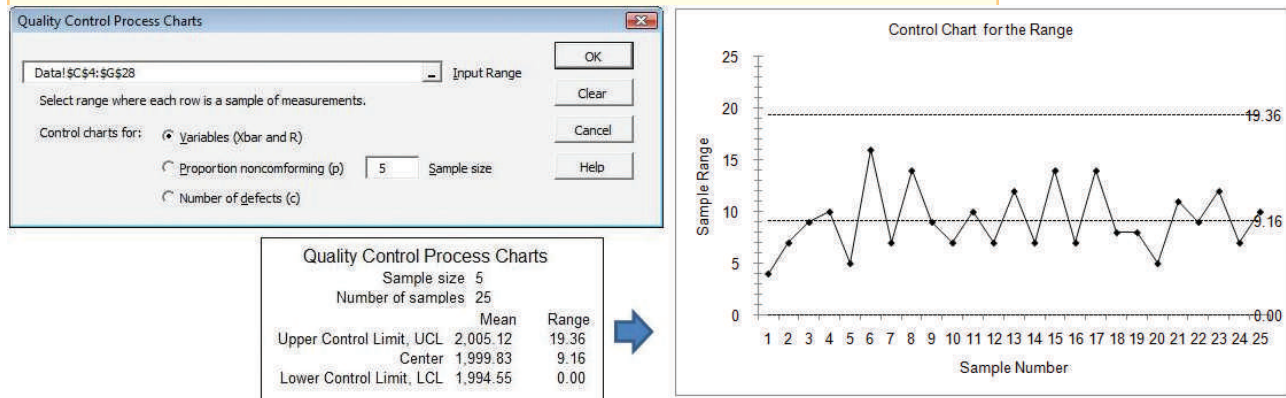 Quality Control Process Charts
Data!$C$4:$G$28
Input Range
Select range where each row is a sample of measurements.
Control charts for:
Variables (Xbar and R)
Proportion noncomforming (p) 5 Sample size
Number of defects (c)
OK
Clear
Cancel
Help
Quality Control Process Charts
Sample size 5
Number of samples 25
Mean Range
Upper Control Limit, UCL 2,005.12 19.36
Center 1,999.83 9.16
Lower Control Limit, LCL 1,994.55 0.00
Control Chart for the Range
Sample Range
25
20
15
10
5
0
19.36
9.16
0.00
1 2 3 4 5 6 7 8 9 10 11 12 13 14 15 16 17 18 19 20 21 22 23 24 25
Sample Number